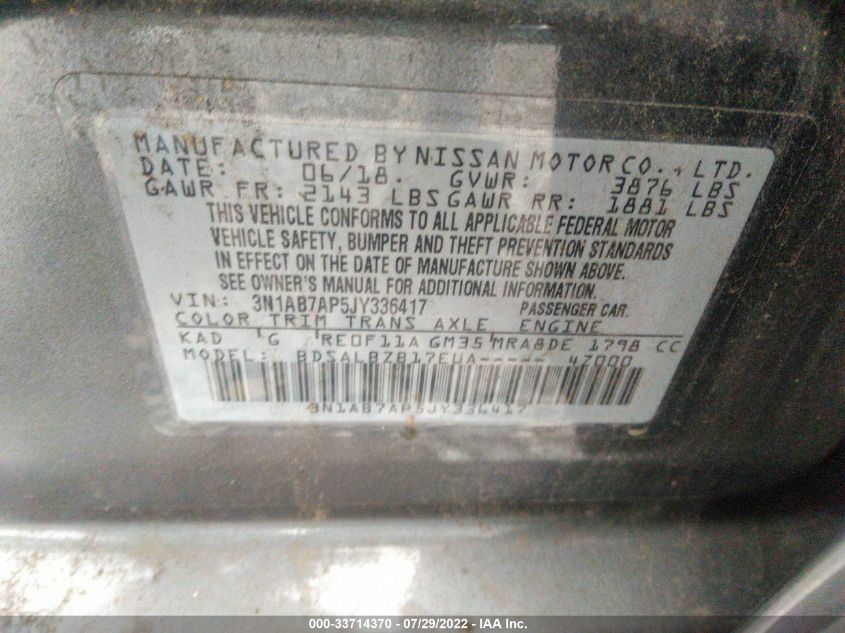 MANUFACTURED BY NISSAN MOTOR CO., LTD.
DATE: 06/18. GVWR: 3876 LBS
GAWR FR: 2143 LBS GAWR RR: 1881 LBS
THIS VEHICLE CONFORMS TO ALL APPLICABLE FEDERAL MOTOR
VEHICLE SAFETY, BUMPER AND THEFT PREVENTION STANDARDS
IN EFFECT ON THE DATE OF MANUFACTURE SHOWN ABOVE.
SEE OWNER'S MANUAL FOR ADDITIONAL INFORMATION.
VIN: 3N1AB7AP5JY336417 PASSENGER CAR.
COLOR TRIM TRANS AXLE ENGINE
KAD G RE0F11A GM35 MRA8DE 1798 CC
MODEL: BDSALBZB17EUA----- 4Z000
3N1AB7AP5JY336417
000-33714370 - 07/29/2022 - IAA Inc.